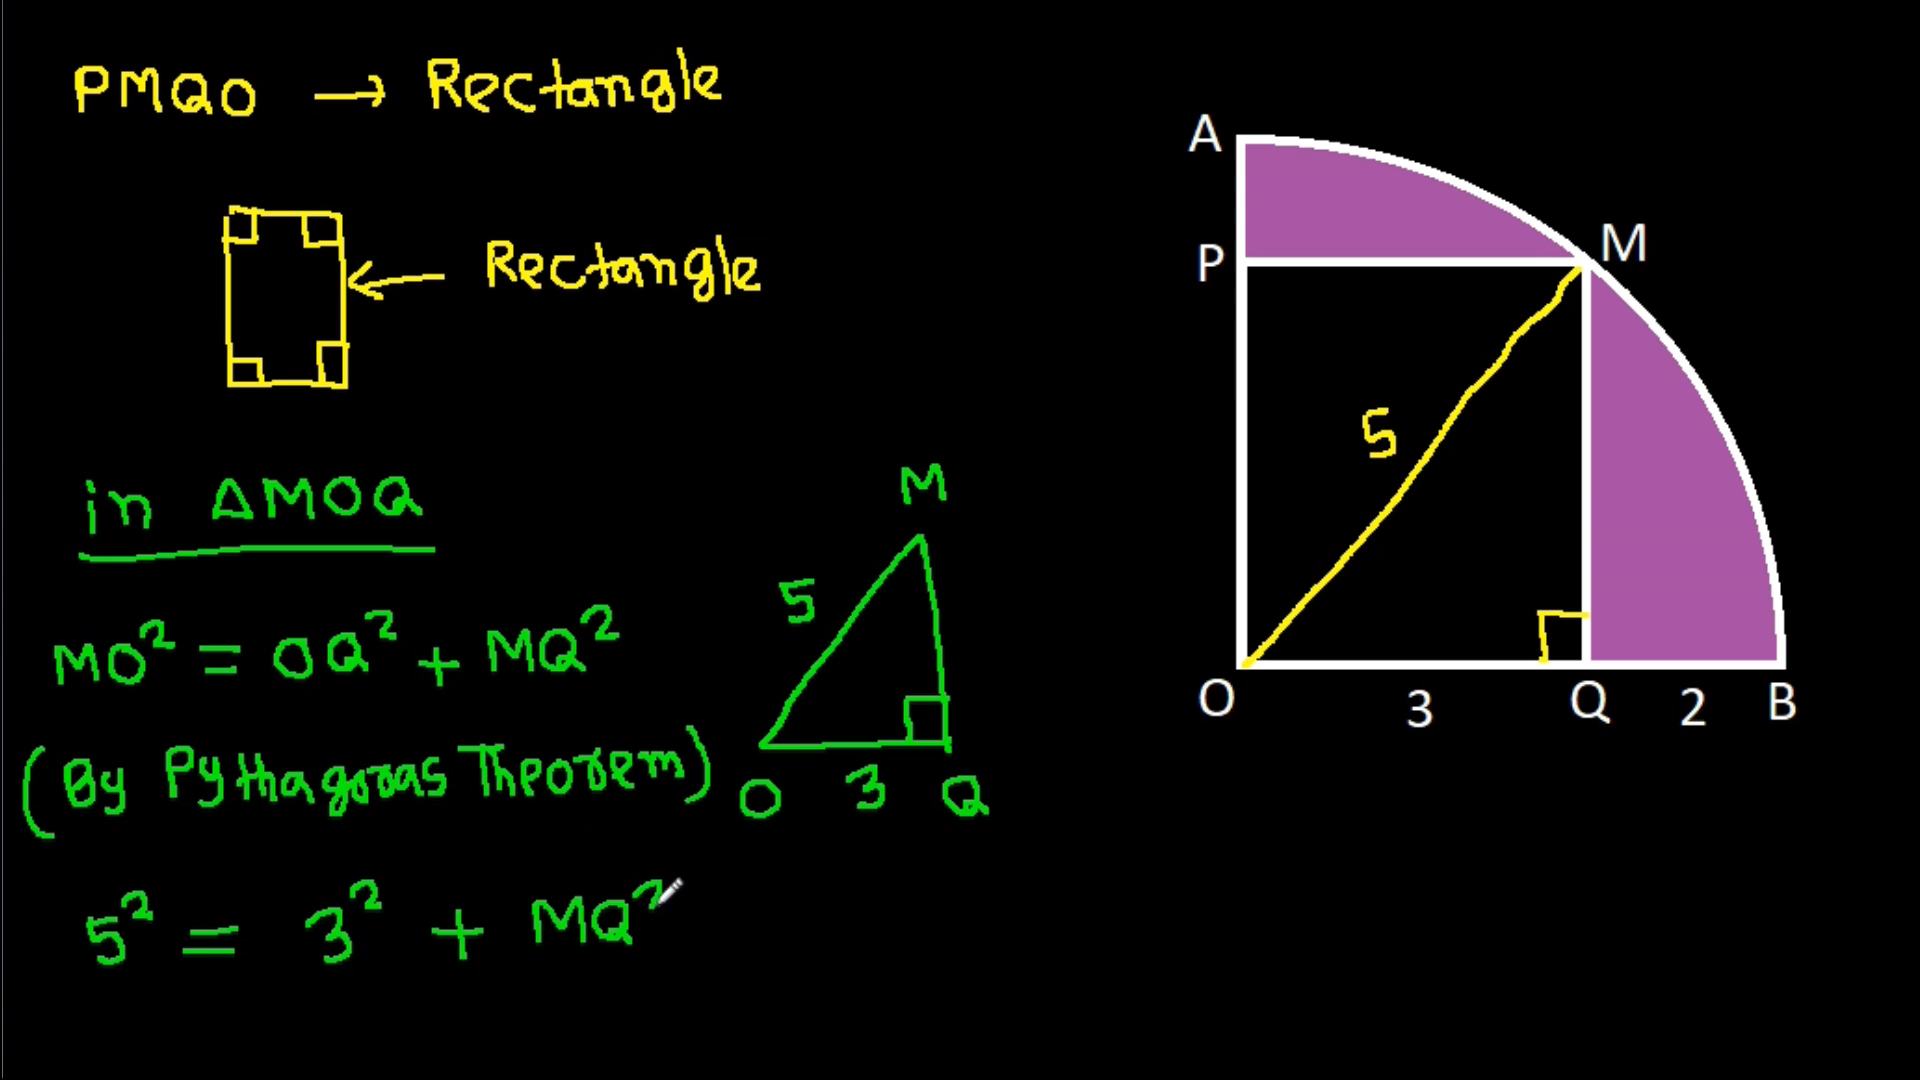 PMQO → Rectangle
Rectangle
in ΔMOQ
MO² = OQ² + MQ²
(By Pythagoras Theorem)
5² = 3² + MQ²
M
5
O 3 Q
A
P
M
5
O 3 Q 2 B